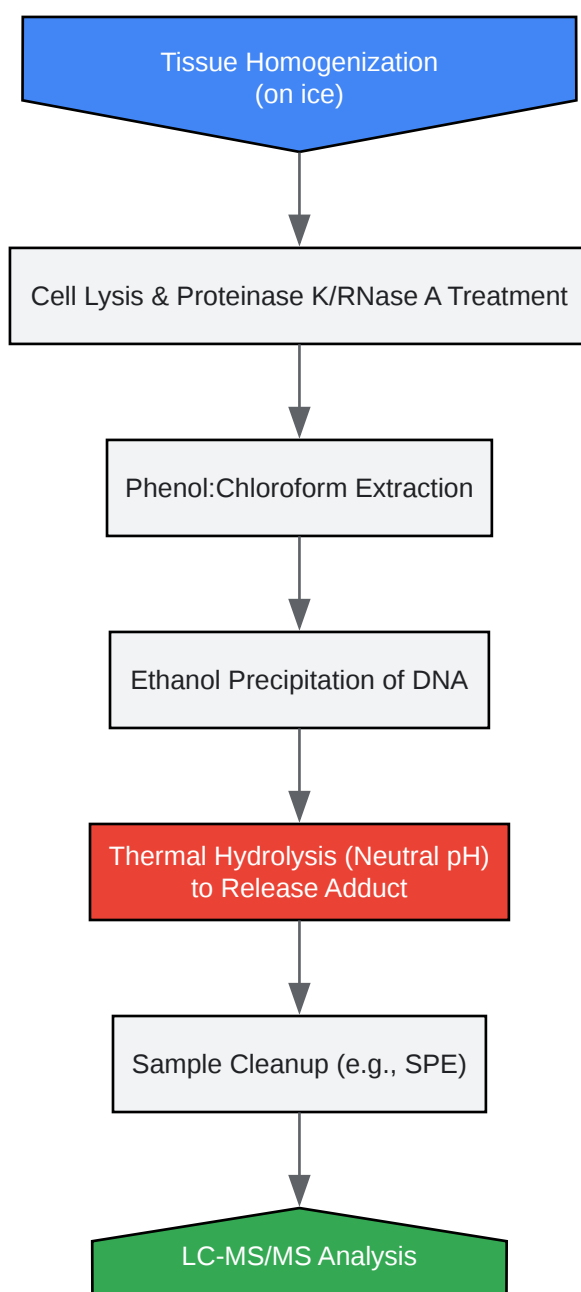 Tissue Homogenization
(on ice)
Cell Lysis & Proteinase K/RNase A Treatment
Phenol:Chloroform Extraction
Ethanol Precipitation of DNA
Thermal Hydrolysis (Neutral pH)
to Release Adduct
Sample Cleanup (e.g., SPE)
LC-MS/MS Analysis